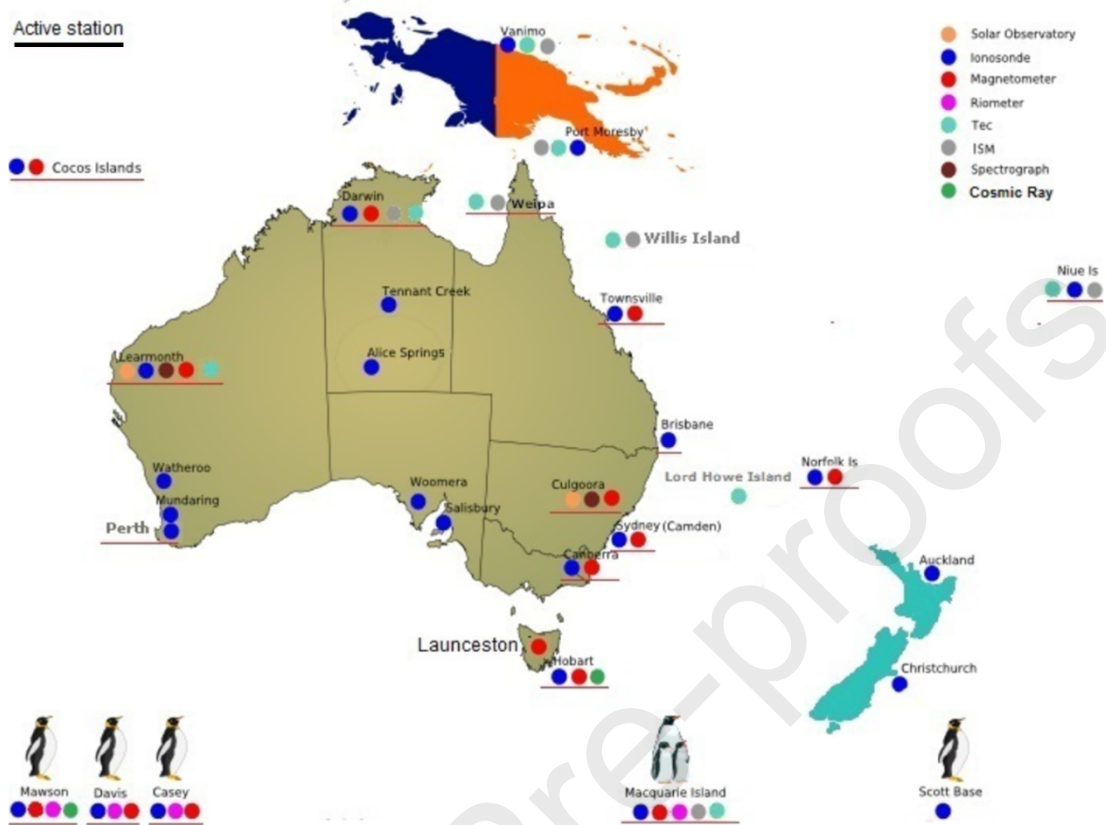 Active station
Vanimo
Solar Observatory
Ionosonde
Magnetometer
Riometer
Tec
ISM
Spectrograph
Cosmic Ray
Port Moresby
Cocos Islands
Darwin
Weipa
Willis Island
Niue Is
Tennant Creek
Townsville
Alice Springs
Learmonth
Brisbane
Watheroo
Woomera
Culgoora
Lord Howe Island
Norfolk Is
Mundaring
Salisbury
Perth
Sydney (Camden)
Canberra
Auckland
Launceston
Hobart
Christchurch
Mawson
Davis
Casey
Macquarie Island
Scott Base
Pre-proofs